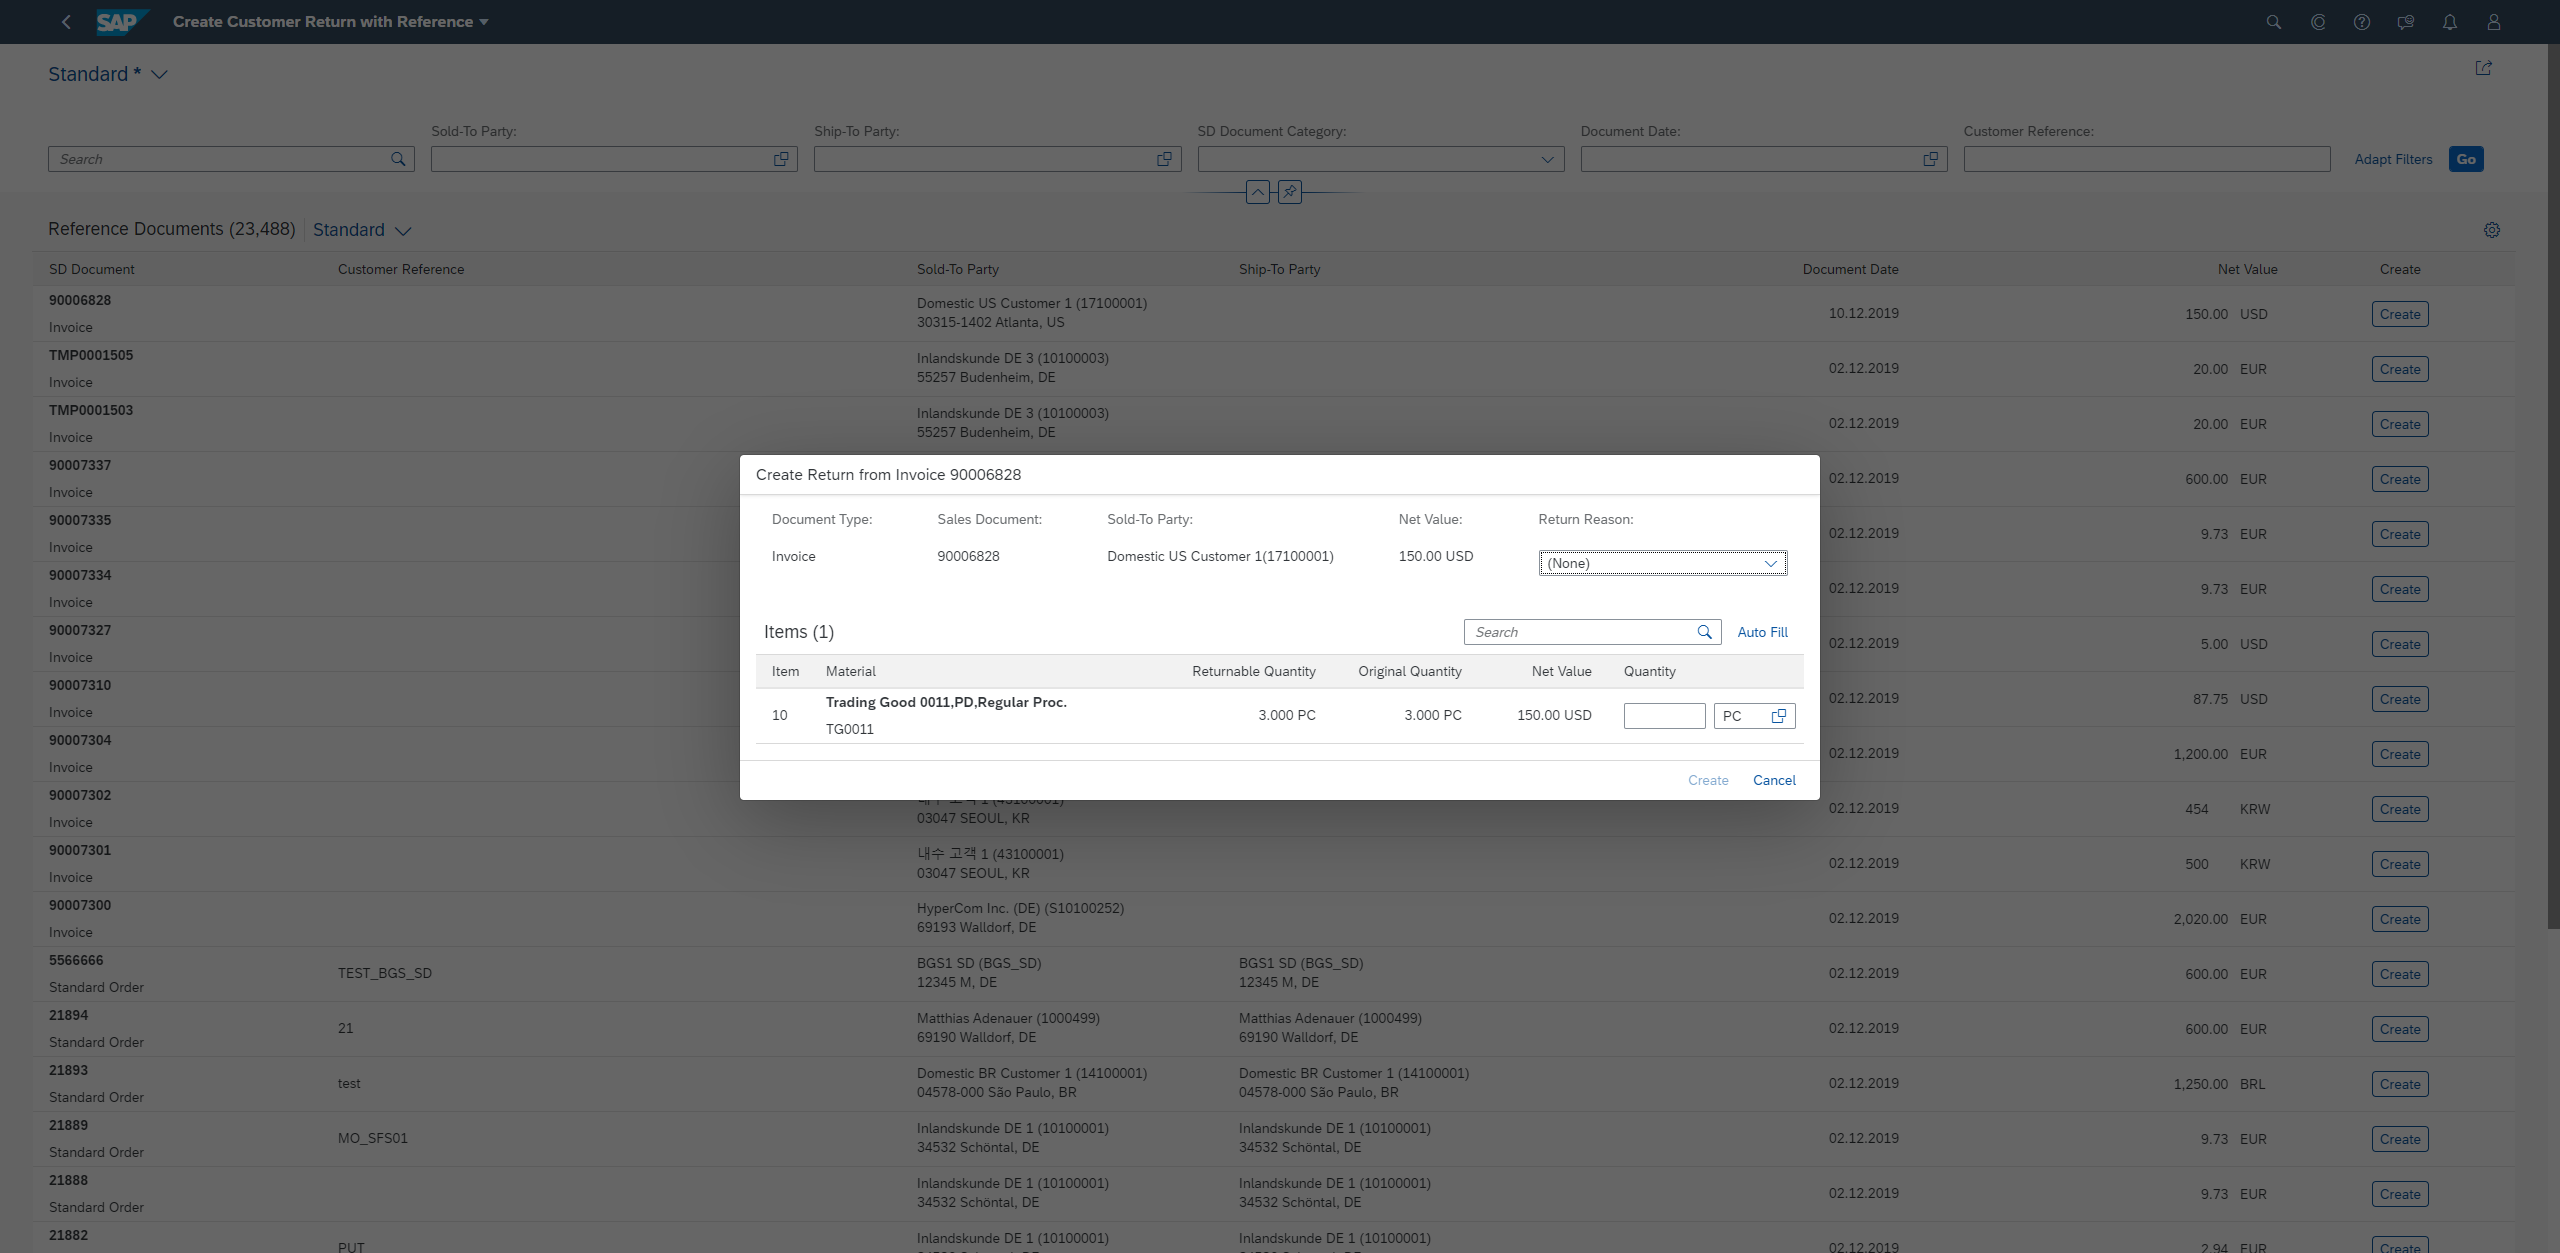 SAP Create Customer Return with Reference
Standard *
Sold-To Party: Ship-To Party: SD Document Category: Document Date: Customer Reference:
Search Adapt Filters Go
Reference Documents (23,488) Standard
SD Document Customer Reference Sold-To Party Ship-To Party Document Date Net Value Create
90006828
Invoice
Domestic US Customer 1 (17100001)
30315-1402 Atlanta, US
10.12.2019 150.00 USD Create
TMP0001505
Invoice
Inlandskunde DE 3 (10100003)
55257 Budenheim, DE
02.12.2019 20.00 EUR Create
TMP0001503
Invoice
Inlandskunde DE 3 (10100003)
55257 Budenheim, DE
02.12.2019 20.00 EUR Create
90007337
Invoice
02.12.2019 600.00 EUR Create
90007335
Invoice
02.12.2019 9.73 EUR Create
90007334
Invoice
02.12.2019 9.73 EUR Create
90007327
Invoice
02.12.2019 5.00 USD Create
90007310
Invoice
02.12.2019 87.75 USD Create
90007304
Invoice
02.12.2019 1,200.00 EUR Create
90007302
Invoice
03047 SEOUL, KR
02.12.2019 454 KRW Create
90007301
Invoice
내수 고객 1 (43100001)
03047 SEOUL, KR
02.12.2019 500 KRW Create
90007300
Invoice
HyperCom Inc. (DE) (S10100252)
69193 Walldorf, DE
02.12.2019 2,020.00 EUR Create
5566666
Standard Order
TEST_BGS_SD
BGS1 SD (BGS_SD)
12345 M, DE
BGS1 SD (BGS_SD)
12345 M, DE
02.12.2019 600.00 EUR Create
21894
Standard Order
21
Matthias Adenauer (1000499)
69190 Walldorf, DE
Matthias Adenauer (1000499)
69190 Walldorf, DE
02.12.2019 600.00 EUR Create
21893
Standard Order
test
Domestic BR Customer 1 (14100001)
04578-000 São Paulo, BR
Domestic BR Customer 1 (14100001)
04578-000 São Paulo, BR
02.12.2019 1,250.00 BRL Create
21889
Standard Order
MO_SFS01
Inlandskunde DE 1 (10100001)
34532 Schöntal, DE
Inlandskunde DE 1 (10100001)
34532 Schöntal, DE
02.12.2019 9.73 EUR Create
21888
Standard Order
Inlandskunde DE 1 (10100001)
34532 Schöntal, DE
Inlandskunde DE 1 (10100001)
34532 Schöntal, DE
02.12.2019 9.73 EUR Create
21882
PUT
Inlandskunde DE 1 (10100001)
Inlandskunde DE 1 (10100001)
02.12.2019 2.94 EUR Create
Create Return from Invoice 90006828
Document Type: Sales Document: Sold-To Party: Net Value: Return Reason:
Invoice 90006828 Domestic US Customer 1(17100001) 150.00 USD (None)
Items (1) Search Auto Fill
Item Material Returnable Quantity Original Quantity Net Value Quantity
Trading Good 0011,PD,Regular Proc.
10 3.000 PC 3.000 PC 150.00 USD PC
TG0011
Create Cancel